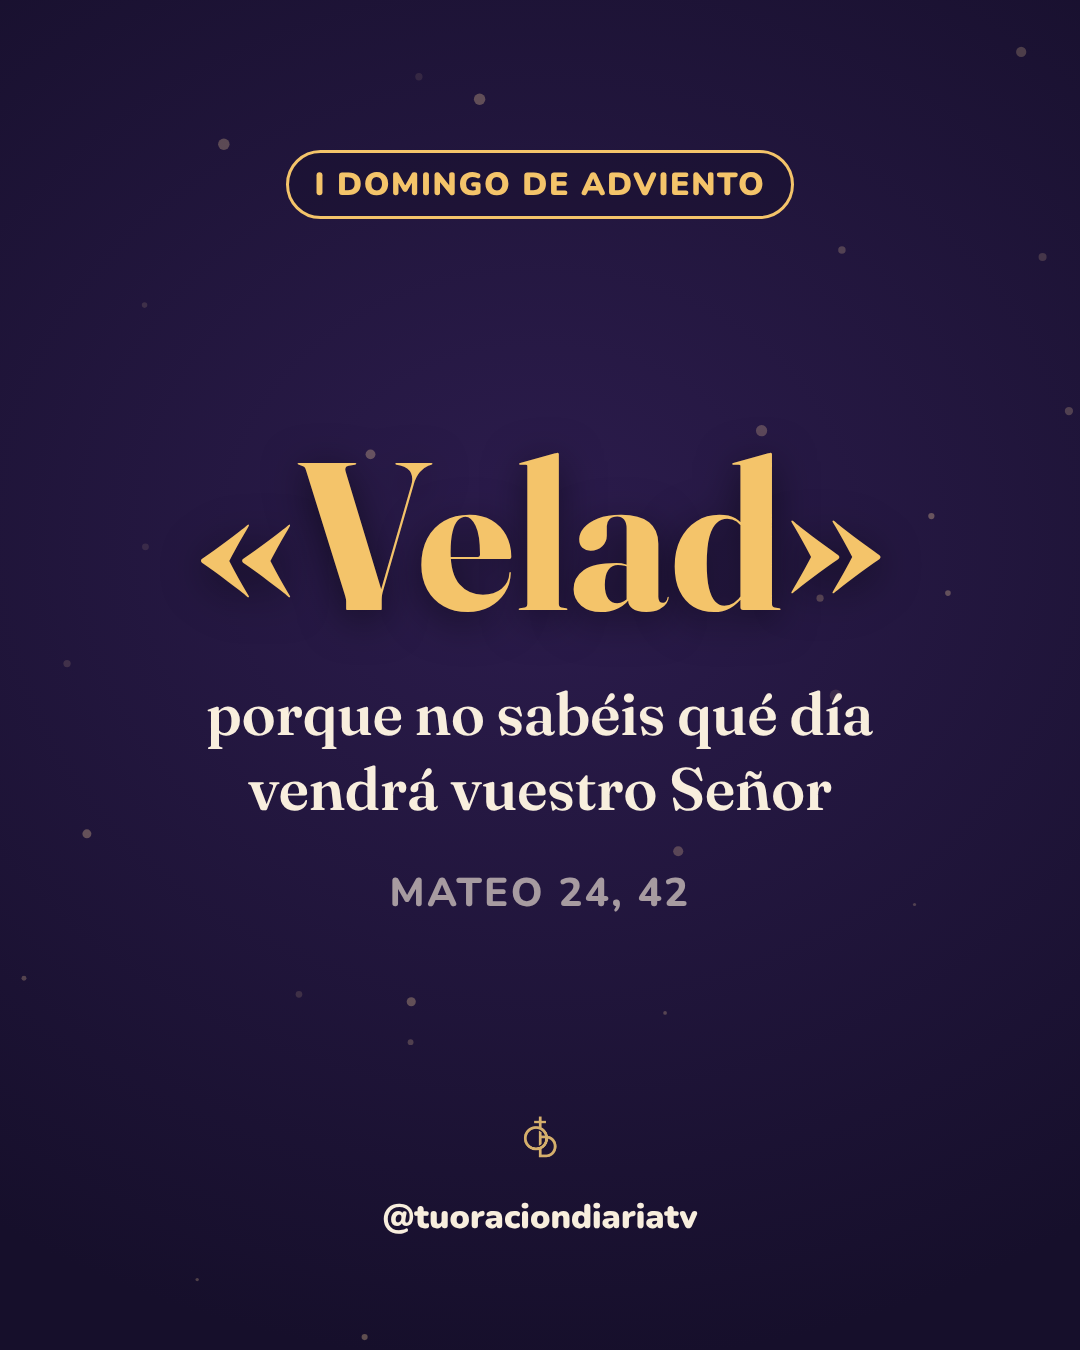 I DOMINGO DE ADVIENTO
«Velad»
porque no sabéis qué día
vendrá vuestro Señor
MATEO 24, 42
@tuoraciondiariatv